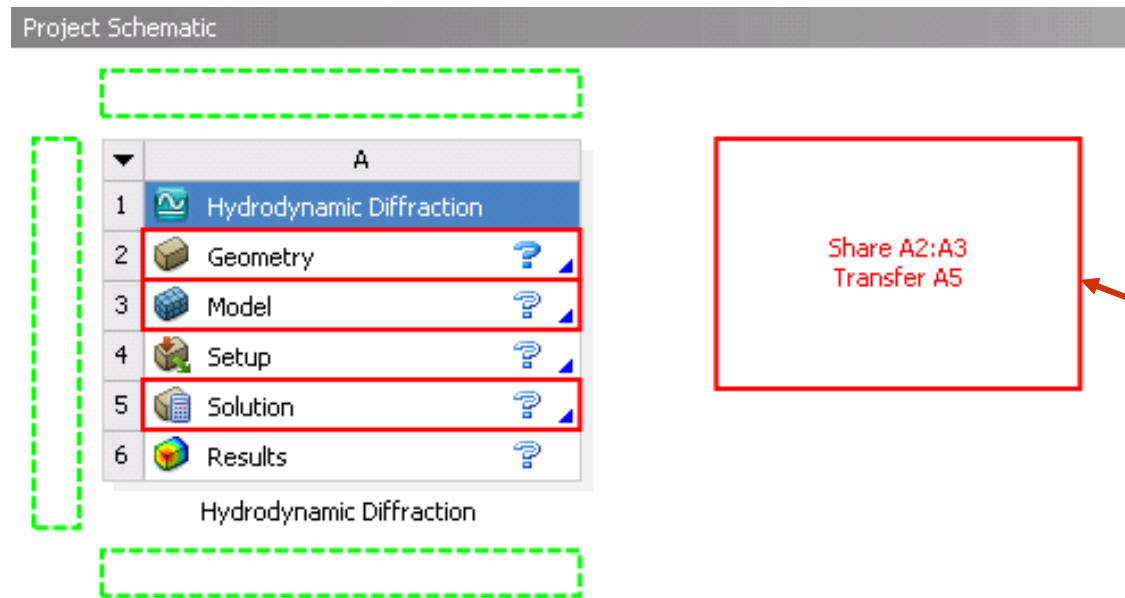 Project Schematic
A
1 Hydrodynamic Diffraction
2 Geometry ?
3 Model ?
4 Setup ?
5 Solution ?
6 Results ?
Hydrodynamic Diffraction
Share A2:A3
Transfer A5